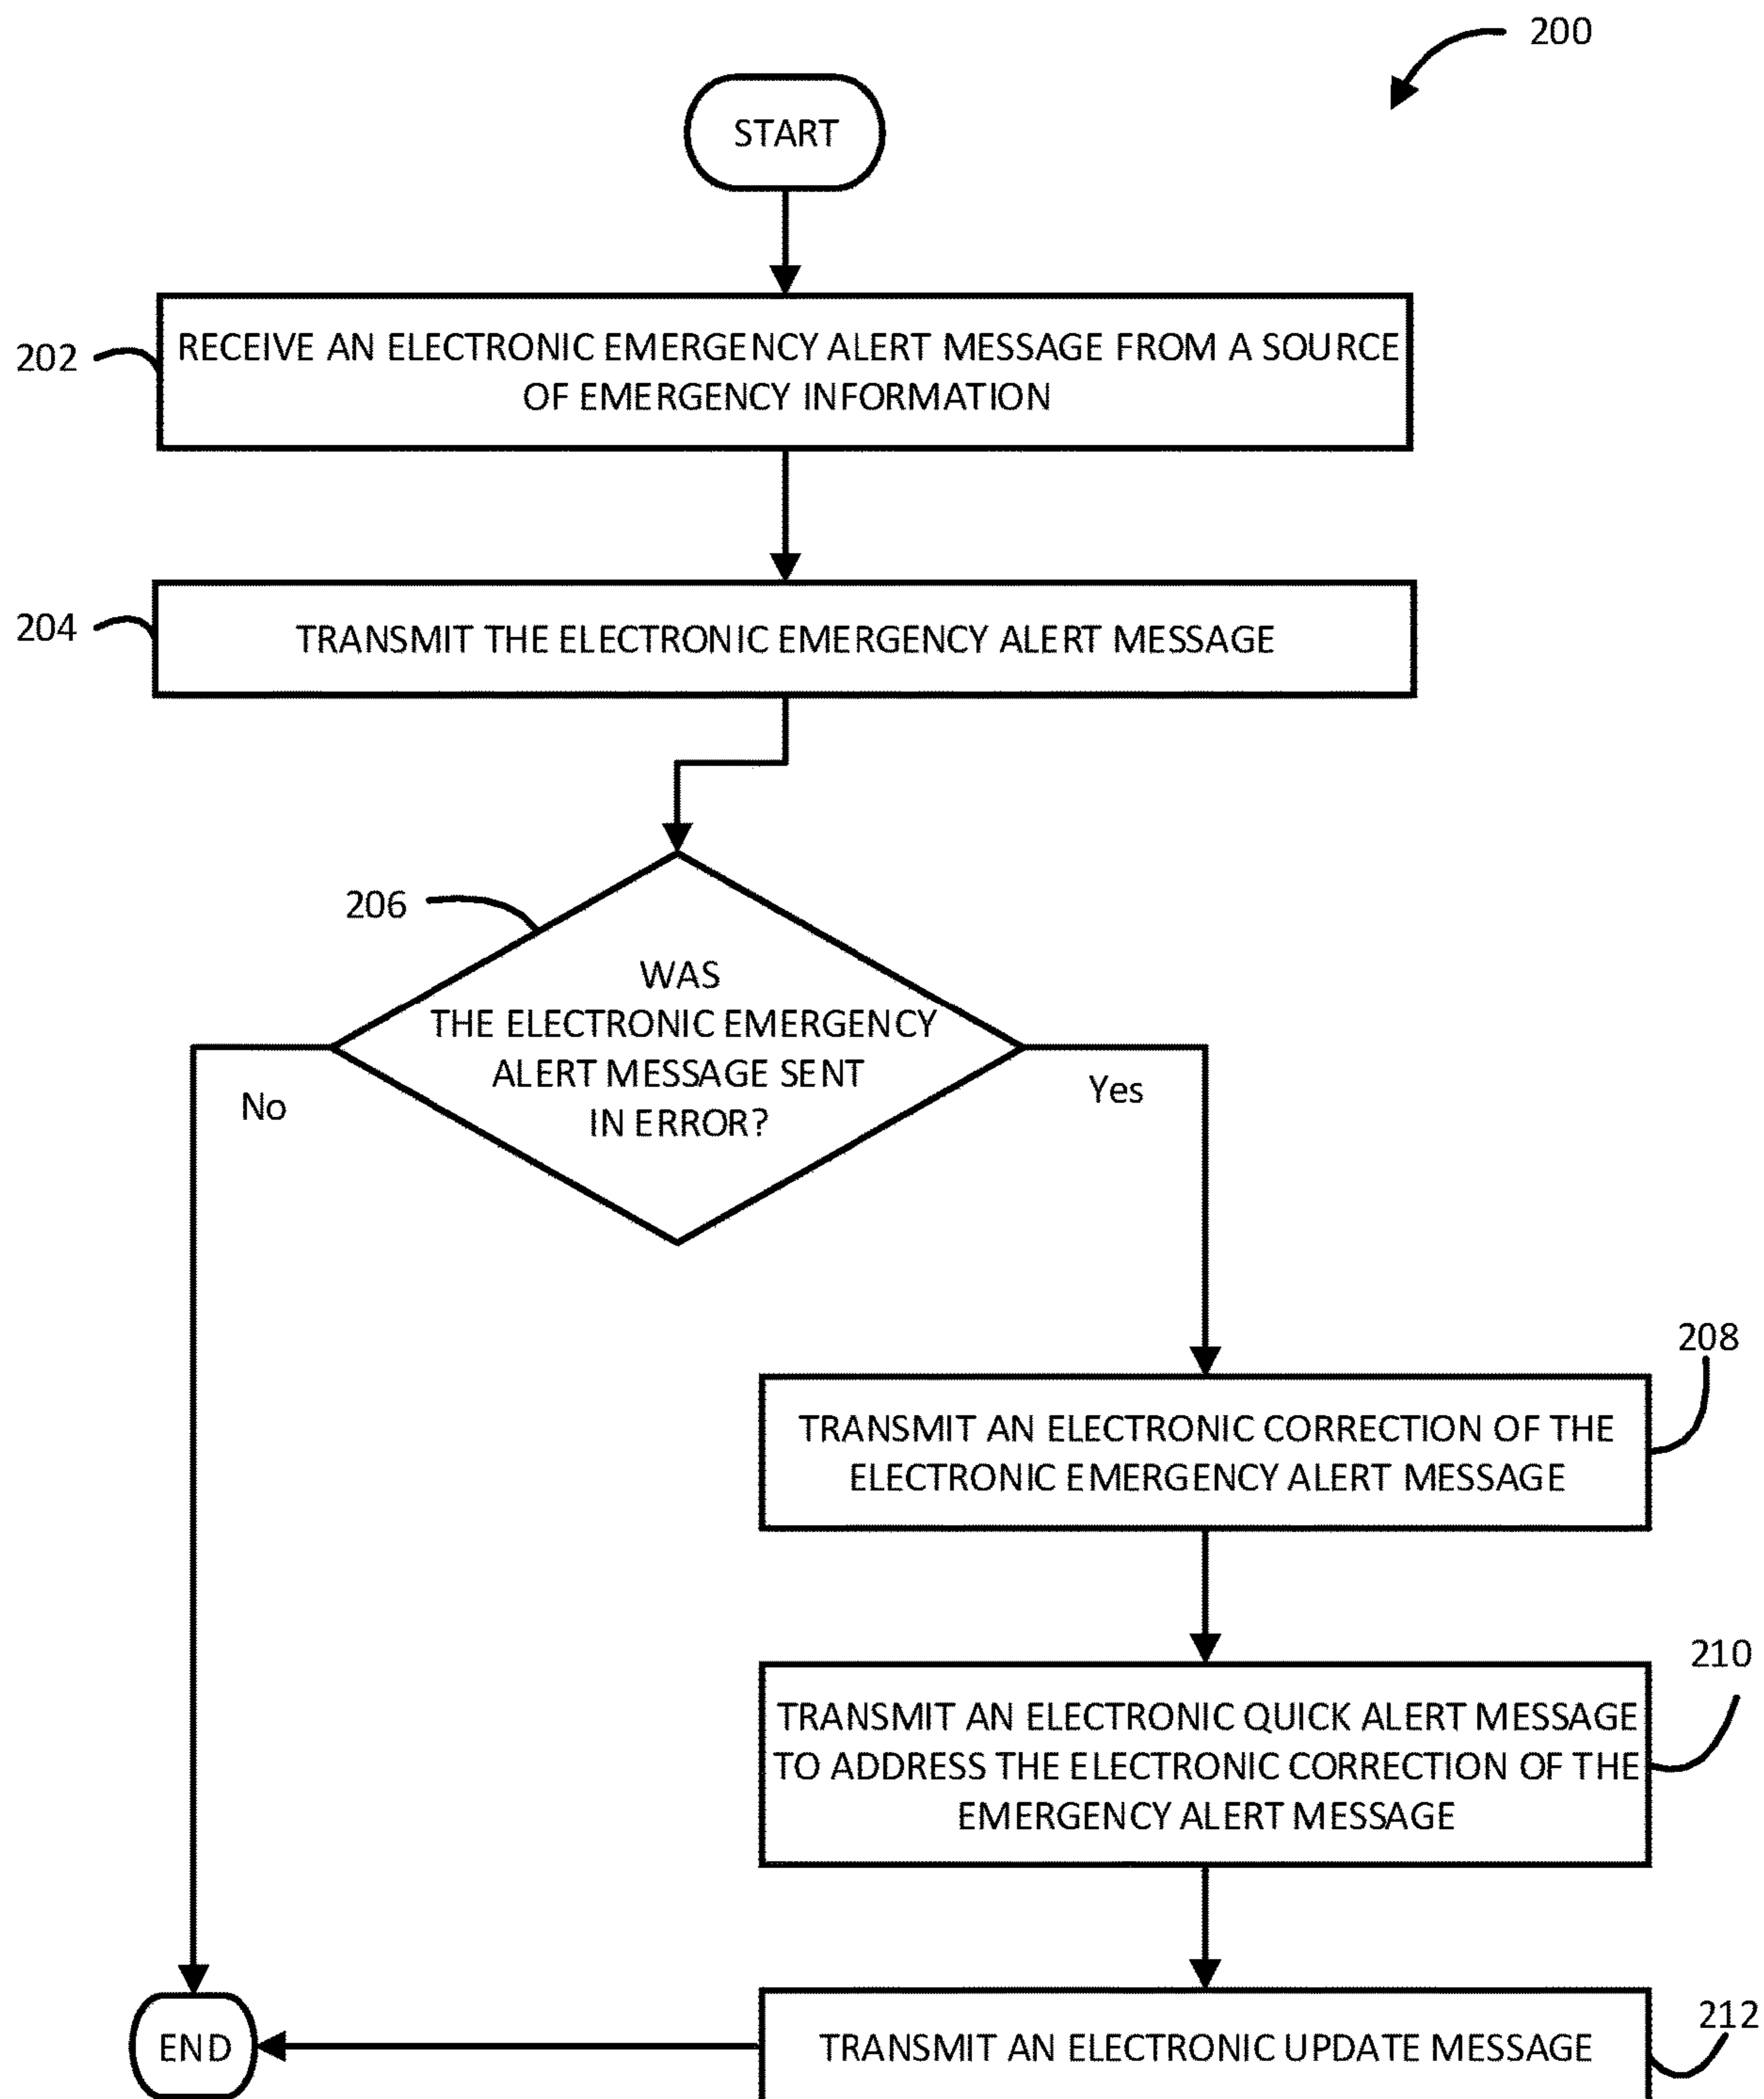 200
START
202
RECEIVE AN ELECTRONIC EMERGENCY ALERT MESSAGE FROM A SOURCE
OF EMERGENCY INFORMATION
204
TRANSMIT THE ELECTRONIC EMERGENCY ALERT MESSAGE
206
WAS
THE ELECTRONIC EMERGENCY
ALERT MESSAGE SENT
IN ERROR?
No
Yes
208
TRANSMIT AN ELECTRONIC CORRECTION OF THE
ELECTRONIC EMERGENCY ALERT MESSAGE
210
TRANSMIT AN ELECTRONIC QUICK ALERT MESSAGE
TO ADDRESS THE ELECTRONIC CORRECTION OF THE
EMERGENCY ALERT MESSAGE
212
TRANSMIT AN ELECTRONIC UPDATE MESSAGE
END